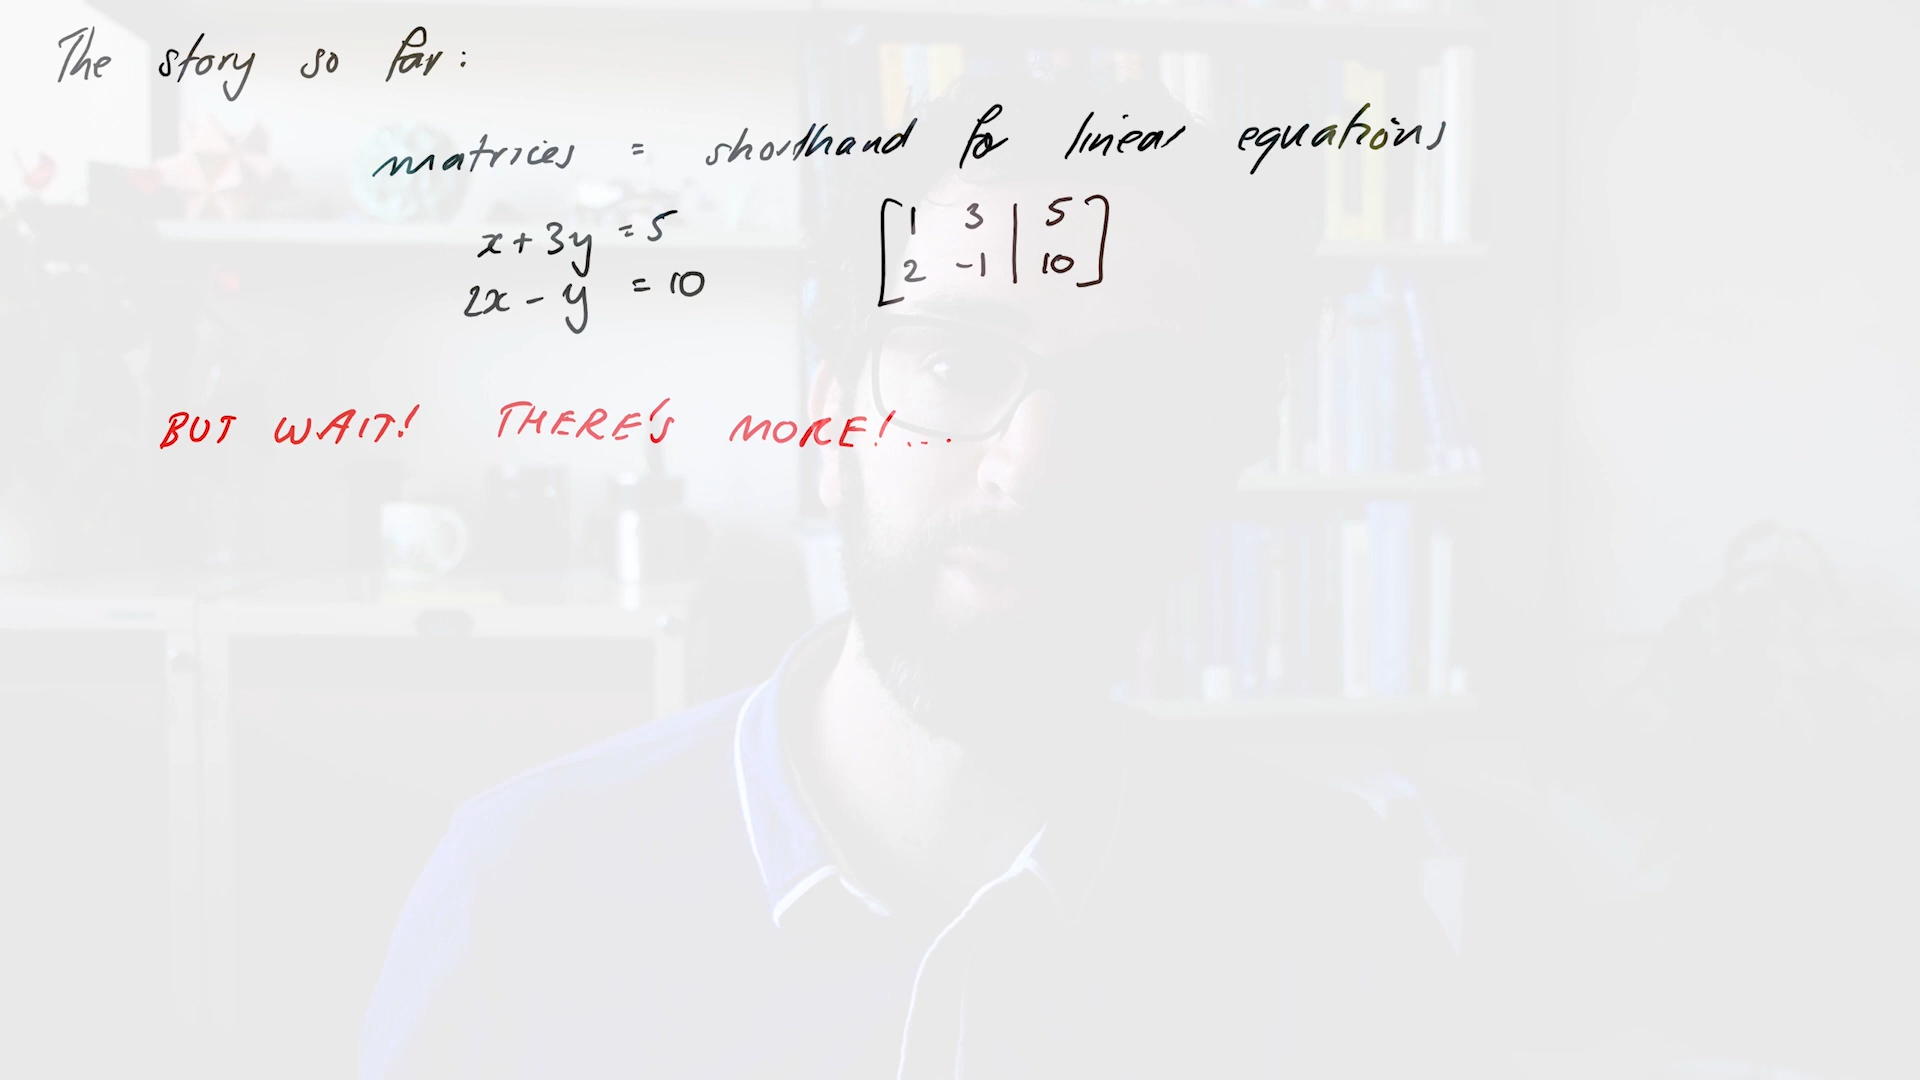 The story so far:
matrices = shorthand for linear equations
x + 3y = 5
2x - y = 10
[ 1 3 | 5 ]
[ 2 -1 | 10 ]
BUT WAIT! THERE'S MORE!...